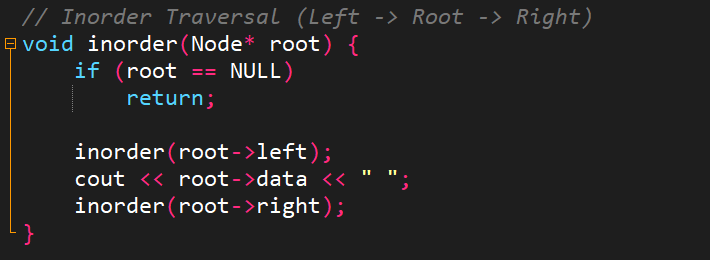 // Inorder Traversal (Left -> Root -> Right)
void inorder(Node* root) {
    if (root == NULL)
        return;

    inorder(root->left);
    cout << root->data << " ";
    inorder(root->right);
}